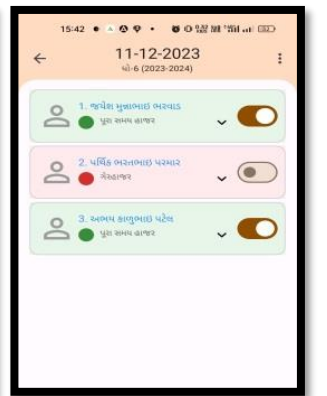 15:42
11-12-2023
ધો-6 (2023-2024)
1. જયેશ મુન્નાભાઇ ભરવાડ
પૂરા સમય હાજર
2. પર્થિક ભરતભાઇ પરમાર
ગેરહાજર
3. અભય કાળુભાઇ પટેલ
પૂરા સમય હાજર